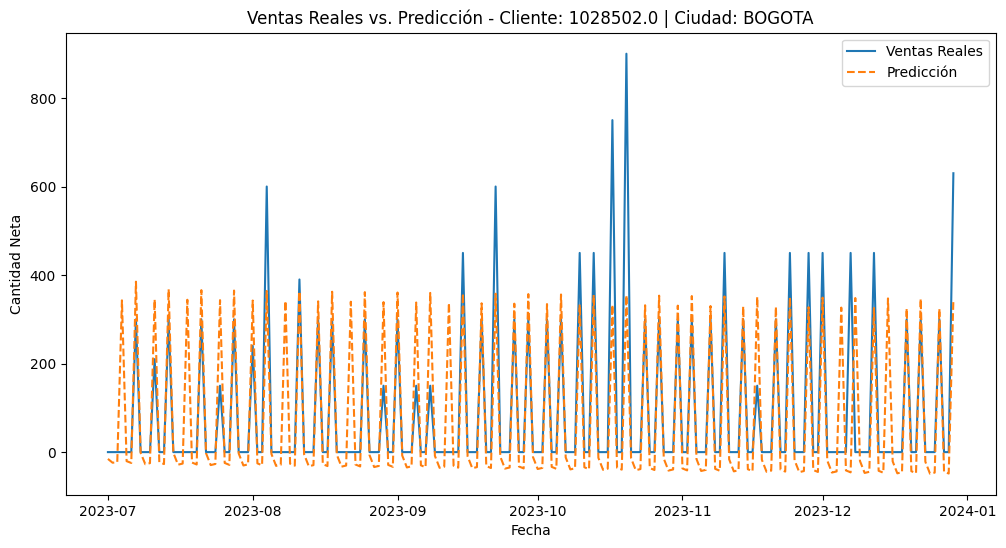 Ventas Reales vs. Predicción - Cliente: 1028502.0 | Ciudad: BOGOTA
Ventas Reales
Predicción
Cantidad Neta
800
600
400
200
0
2023-07
2023-08
2023-09
2023-10
2023-11
2023-12
2024-01
Fecha